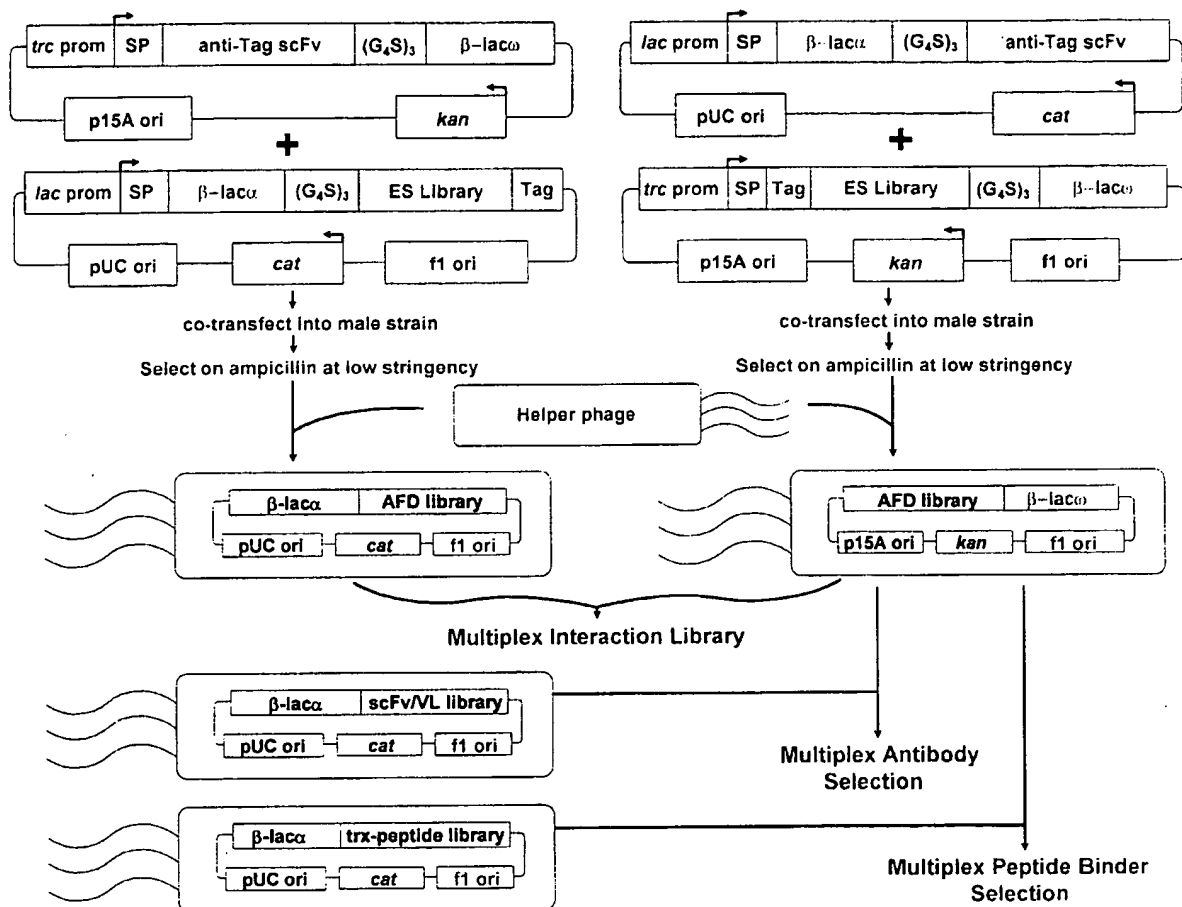 trc prom SP anti-Tag scFv (G4S)3 β-lacω
p15A ori kan
+
lac prom SP β-lacα (G4S)3 ES Library Tag
pUC ori cat f1 ori
co-transfect into male strain
Select on ampicillin at low stringency
lac prom SP β-lacα (G4S)3 anti-Tag scFv
pUC ori cat
+
trc prom SP Tag ES Library (G4S)3 β-lacω
p15A ori kan f1 ori
co-transfect into male strain
Select on ampicillin at low stringency
Helper phage
β-lacα AFD library
pUC ori cat f1 ori
AFD library β-lacω
p15A ori kan f1 ori
Multiplex Interaction Library
β-lacα scFv/VL library
pUC ori cat f1 ori
Multiplex Antibody
Selection
β-lacα trx-peptide library
pUC ori cat f1 ori
Multiplex Peptide Binder
Selection